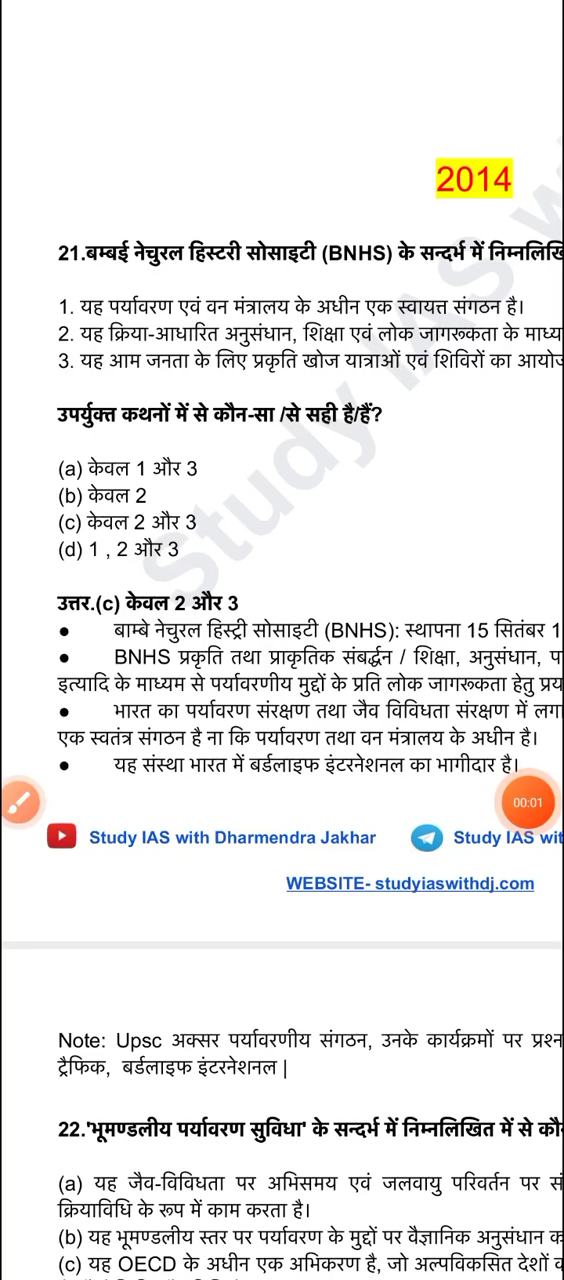 2014
21.बम्बई नेचुरल हिस्टरी सोसाइटी (BNHS) के सन्दर्भ में निम्नलिखि
1. यह पर्यावरण एवं वन मंत्रालय के अधीन एक स्वायत्त संगठन है।
2. यह क्रिया-आधारित अनुसंधान, शिक्षा एवं लोक जागरूकता के माध्य
3. यह आम जनता के लिए प्रकृति खोज यात्राओं एवं शिविरों का आयोज
उपर्युक्त कथनों में से कौन-सा /से सही है/हैं?
(a) केवल 1 और 3
(b) केवल 2
(c) केवल 2 और 3
(d) 1 , 2 और 3
Study IAS w
उत्तर.(c) केवल 2 और 3
● बाम्बे नेचुरल हिस्ट्री सोसाइटी (BNHS): स्थापना 15 सितंबर 1
● BNHS प्रकृति तथा प्राकृतिक संबर्द्धन / शिक्षा, अनुसंधान, प
इत्यादि के माध्यम से पर्यावरणीय मुद्दों के प्रति लोक जागरूकता हेतु प्रय
● भारत का पर्यावरण संरक्षण तथा जैव विविधता संरक्षण में लगा
एक स्वतंत्र संगठन है ना कि पर्यावरण तथा वन मंत्रालय के अधीन है।
● यह संस्था भारत में बर्डलाइफ इंटरनेशनल का भागीदार है।
00:01
Study IAS with Dharmendra Jakhar Study IAS wit
WEBSITE- studyiaswithdj.com
Note: Upsc अक्सर पर्यावरणीय संगठन, उनके कार्यक्रमों पर प्रश्न
ट्रैफिक, बर्डलाइफ इंटरनेशनल |
22.'भूमण्डलीय पर्यावरण सुविधा' के सन्दर्भ में निम्नलिखित में से कौ
(a) यह जैव-विविधता पर अभिसमय एवं जलवायु परिवर्तन पर सं
क्रियाविधि के रूप में काम करता है।
(b) यह भूमण्डलीय स्तर पर पर्यावरण के मुद्दों पर वैज्ञानिक अनुसंधान क
(c) यह OECD के अधीन एक अभिकरण है, जो अल्पविकसित देशों व